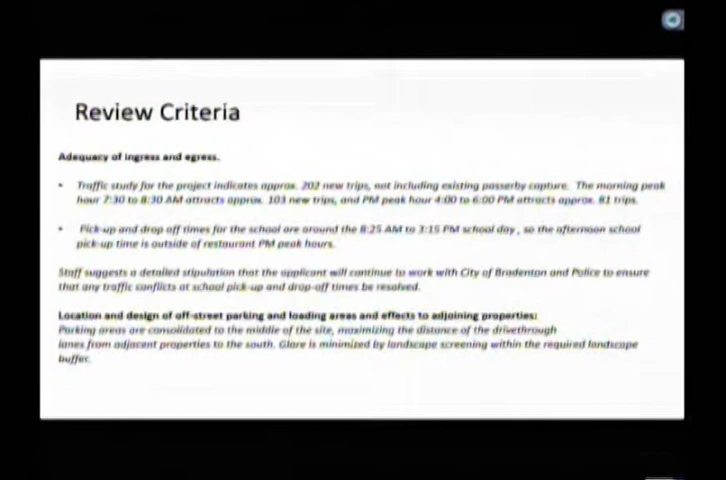 Review Criteria
Adequacy of ingress and egress.
• Traffic study for the project indicates approx. 202 new trips, not including existing passerby capture. The morning peak
hour 7:30 to 8:30 AM attracts approx. 103 new trips, and PM peak hour 4:00 to 6:00 PM attracts approx. 81 trips.
• Pick-up and drop off times for the school are around the 8:25 AM to 3:15 PM school day , so the afternoon school
pick-up time is outside of restaurant PM peak hours.
Staff suggests a detailed stipulation that the applicant will continue to work with City of Bradenton and Police to ensure
that any traffic conflicts at school pick-up and drop-off times be resolved.
Location and design of off-street parking and loading areas and effects to adjoining properties:
Parking areas are consolidated to the middle of the site, maximizing the distance of the drivethrough
lanes from adjacent properties to the south. Glare is minimized by landscape screening within the required landscape
buffer.